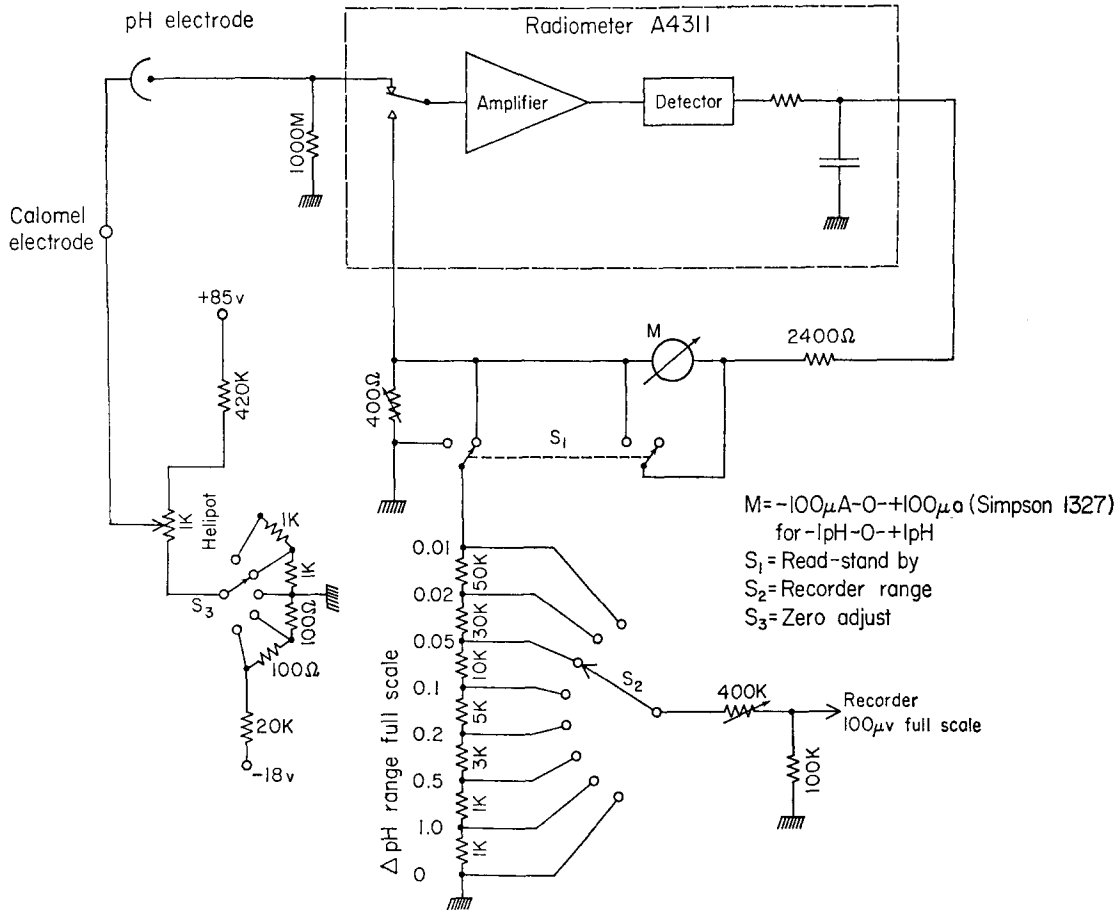 pH electrode
Radiometer A4311
Amplifier
Detector
1000M
Calomel
electrode
+85v
420K
1K
Helipot
1K
1K
100Ω
100Ω
S3
20K
-18v
M
2400Ω
400Ω
S1
M=-100μA-0-+100μa (Simpson 1327)
for-1pH-0-+1pH
S1=Read-stand by
S2=Recorder range
S3=Zero adjust
0.01
50K
0.02
30K
0.05
10K
0.1
5K
0.2
3K
0.5
1K
1.0
1K
0
ΔpH range full scale
S2
400K
Recorder
100μv full scale
100K